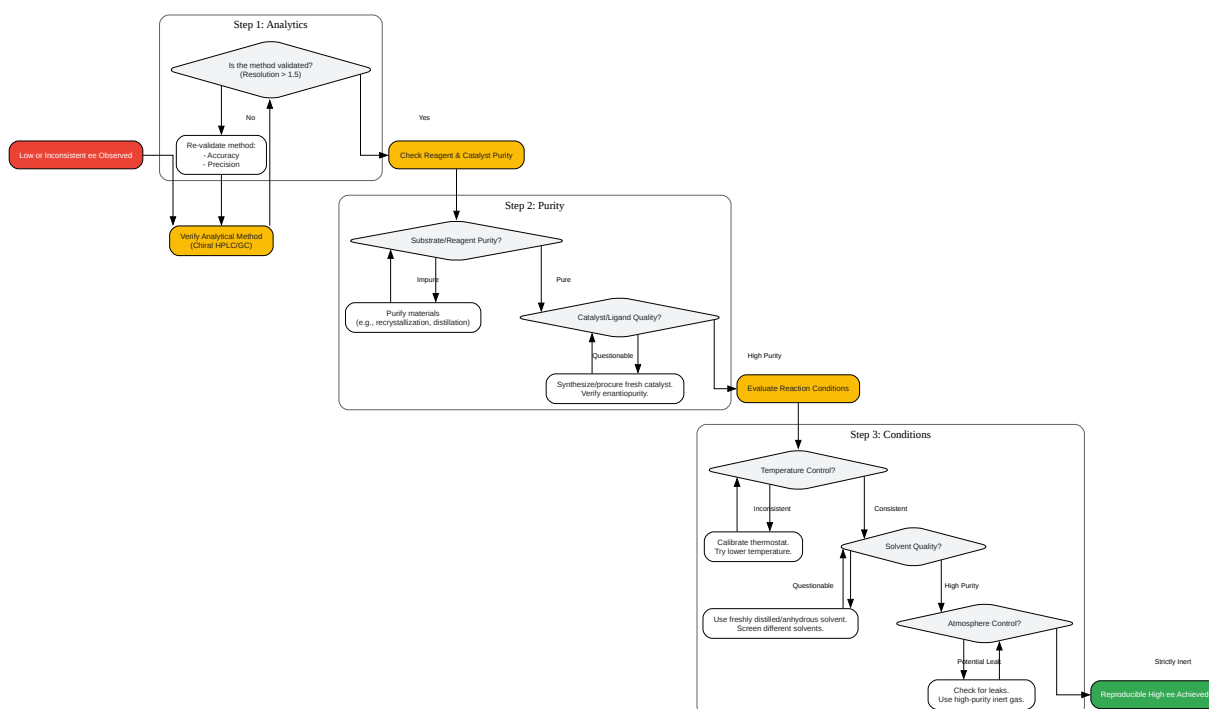 Step 1: Analytics
Is the method validated?
(Resolution > 1.5)
No
Yes
Low or Inconsistent ee Observed
Re-validate method:
- Accuracy
- Precision
Check Reagent & Catalyst Purity
Verify Analytical Method
(Chiral HPLC/GC)
Step 2: Purity
Substrate/Reagent Purity?
Impure
Pure
Purify materials
(e.g., recrystallization, distillation)
Catalyst/Ligand Quality?
Questionable
High Purity
Synthesize/procure fresh catalyst.
Verify enantiopurity.
Evaluate Reaction Conditions
Step 3: Conditions
Temperature Control?
Inconsistent
Consistent
Calibrate thermostat.
Try lower temperature.
Solvent Quality?
Questionable
High Purity
Use freshly distilled/anhydrous solvent.
Screen different solvents.
Atmosphere Control?
Potential Leak
Strictly Inert
Check for leaks.
Use high-purity inert gas.
Reproducible High ee Achieved